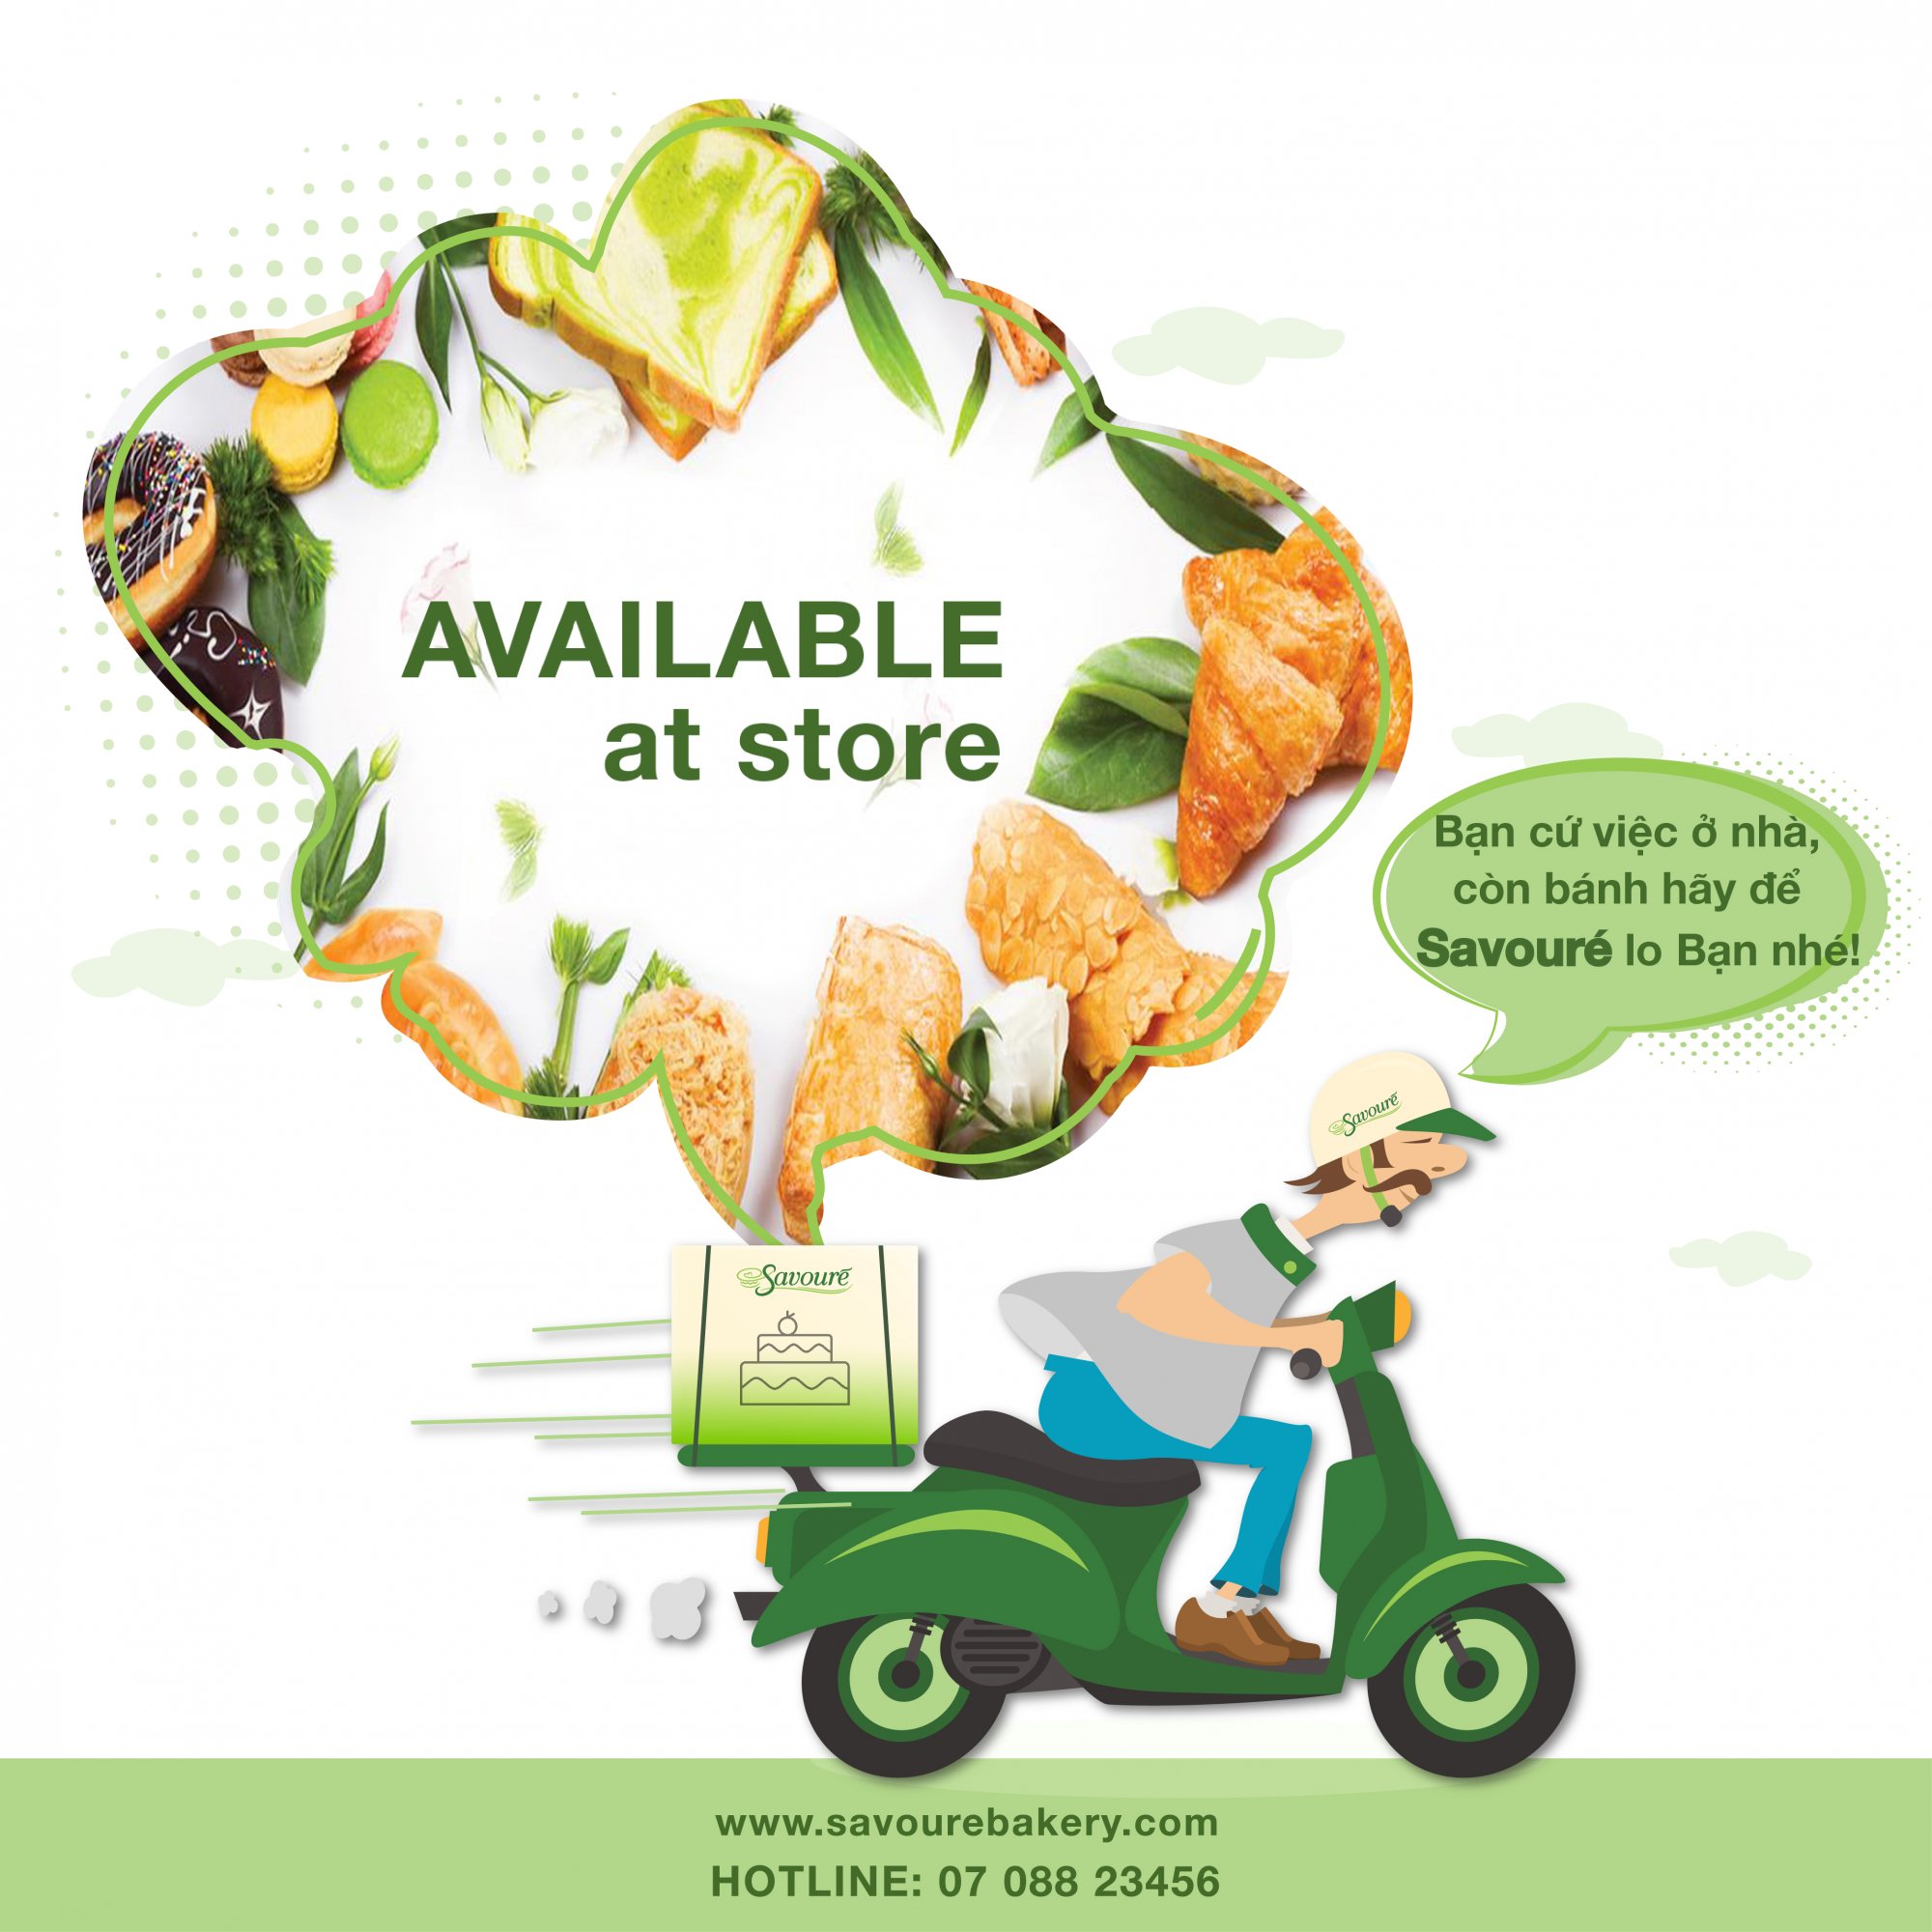 AVAILABLE
at store
Bạn cứ việc ở nhà,
còn bánh hãy để
Savouré lo Bạn nhé!
Savouré
Savouré
www.savourebakery.com
HOTLINE: 07 088 23456